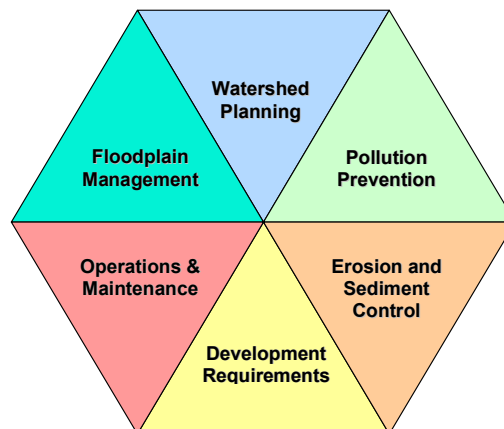 Watershed
Planning
Floodplain
Management
Pollution
Prevention
Operations &
Maintenance
Erosion and
Sediment
Control
Development
Requirements